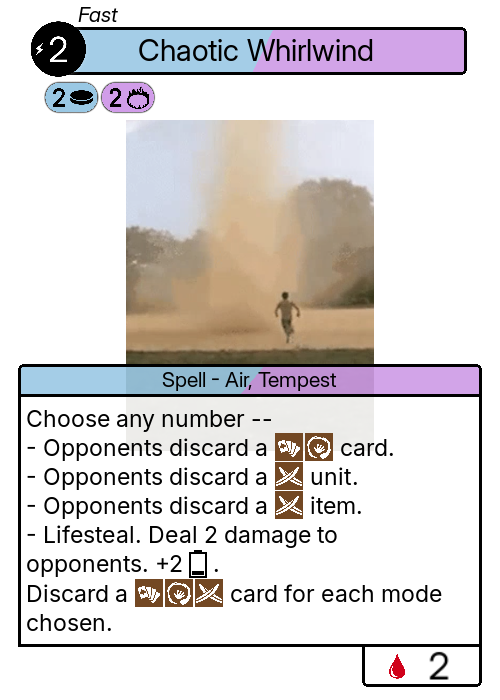 Fast
2
Chaotic Whirlwind
2 2
Spell - Air, Tempest
Choose any number --
- Opponents discard a card.
- Opponents discard a unit.
- Opponents discard a item.
- Lifesteal. Deal 2 damage to
opponents. +2 .
Discard a card for each mode
chosen.
2